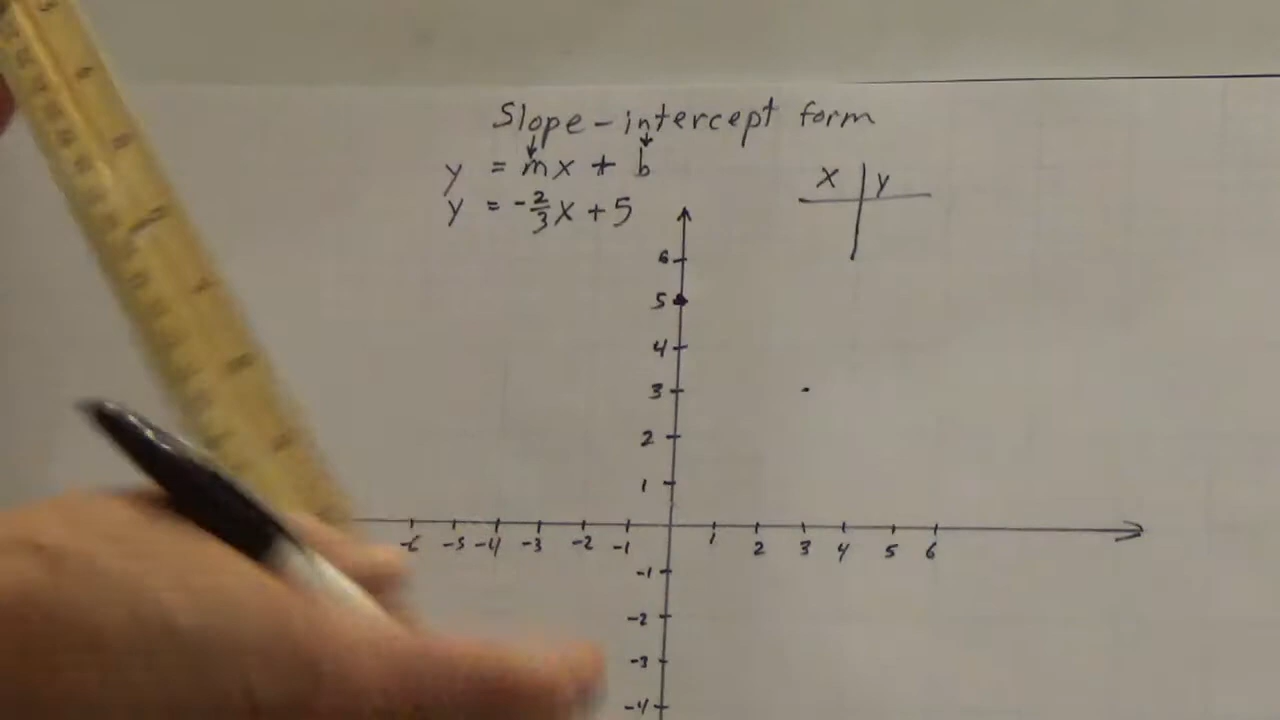 Slope-intercept form
y = mx + b
y = -2/3x + 5
x y
6
5
4
3
2
1
-6 -5 -4 -3 -2 -1 1 2 3 4 5 6
-1
-2
-3
-4